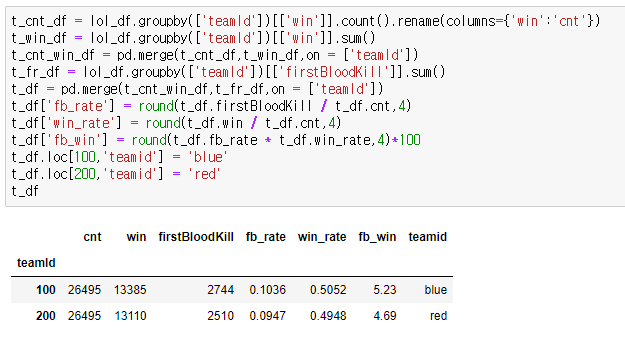 t_cnt_df = lol_df.groupby(['teamId'])[['win']].count().rename(columns={'win':'cnt'})
t_win_df = lol_df.groupby(['teamId'])[['win']].sum()
t_cnt_win_df = pd.merge(t_cnt_df,t_win_df,on = ['teamId'])
t_fr_df = lol_df.groupby(['teamId'])[['firstBloodKill']].sum()
t_df = pd.merge(t_cnt_win_df,t_fr_df,on = ['teamId'])
t_df['fb_rate'] = round(t_df.firstBloodKill / t_df.cnt,4)
t_df['win_rate'] = round(t_df.win / t_df.cnt,4)
t_df['fb_win'] = round(t_df.fb_rate * t_df.win_rate,4)*100
t_df.loc[100,'teamid'] = 'blue'
t_df.loc[200,'teamid'] = 'red'
t_df
cnt win firstBloodKill fb_rate win_rate fb_win teamid
teamId
100 26495 13385 2744 0.1036 0.5052 5.23 blue
200 26495 13110 2510 0.0947 0.4948 4.69 red